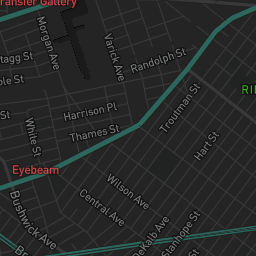 Transfer Gallery
Morgan Ave
Varick Ave
Randolph St
Harrison Pl
Thames St
White St
Troutman St
Hart St
Eyebeam
Bushwick Ave
Wilson Ave
Central Ave
DeKalb Ave
Stanhope St